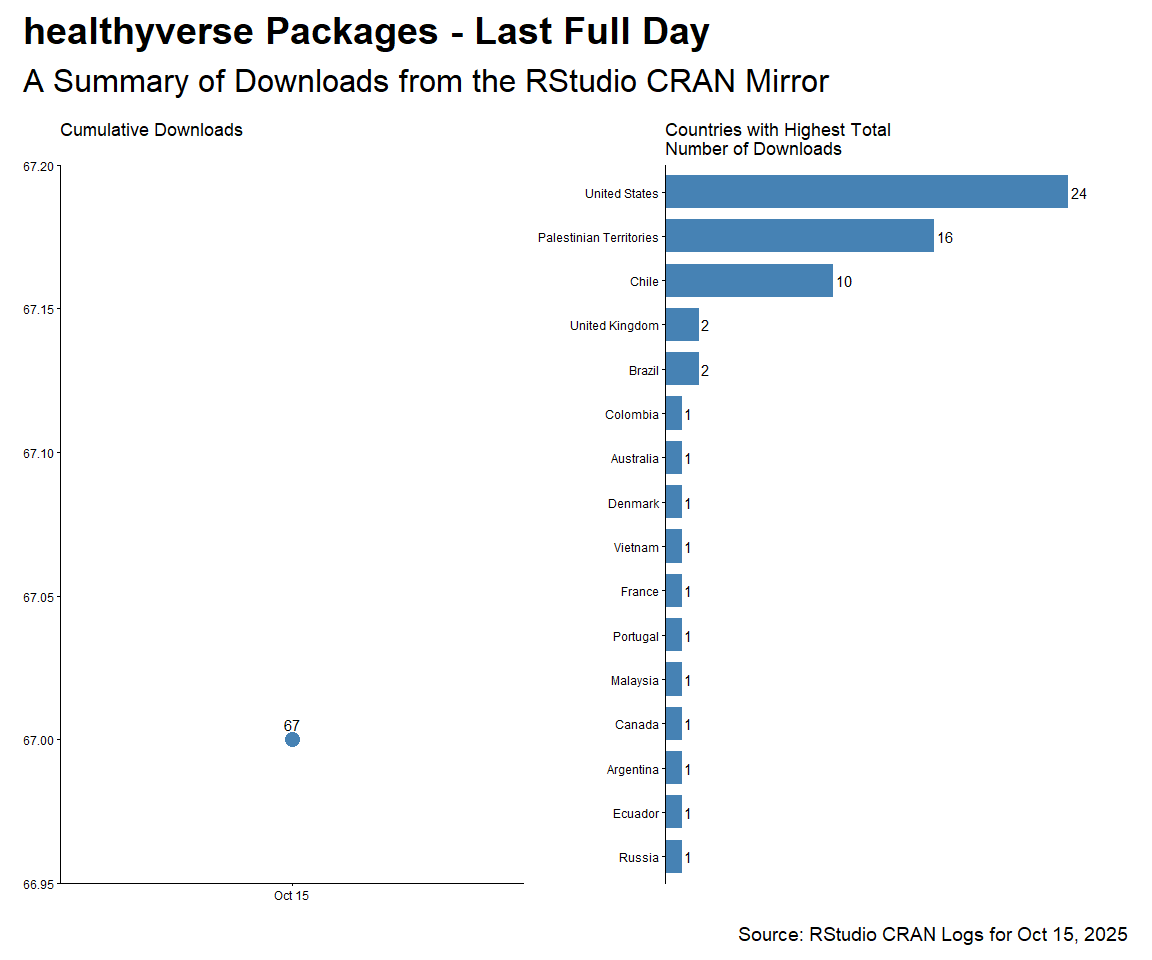 healthyverse Packages - Last Full Day
A Summary of Downloads from the RStudio CRAN Mirror
Cumulative Downloads
67.20
67.15
67.10
67.05
67.00
66.95
67
Oct 15
Countries with Highest Total
Number of Downloads
United States 24
Palestinian Territories 16
Chile 10
United Kingdom 2
Brazil 2
Colombia 1
Australia 1
Denmark 1
Vietnam 1
France 1
Portugal 1
Malaysia 1
Canada 1
Argentina 1
Ecuador 1
Russia 1
Source: RStudio CRAN Logs for Oct 15, 2025